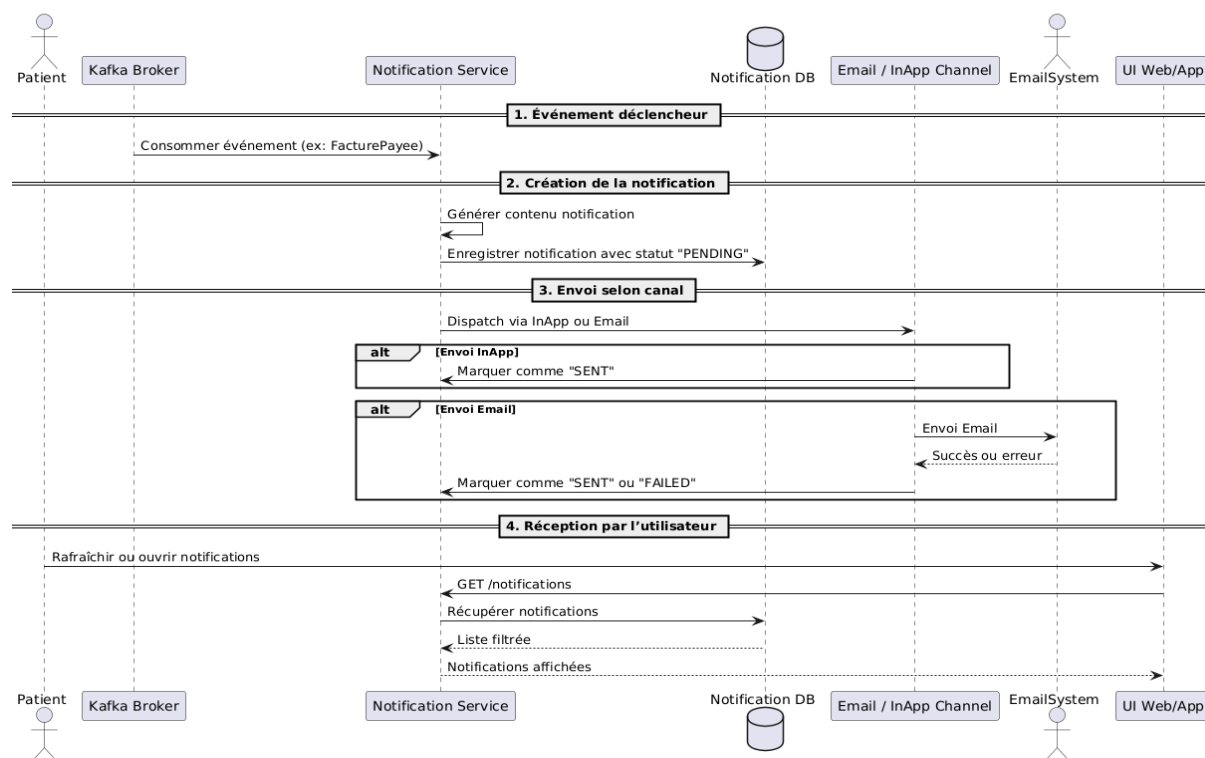 Patient
Kafka Broker
Notification Service
Notification DB
Email / InApp Channel
EmailSystem
UI Web/App
1. Événement déclencheur
Consommer événement (ex: FacturePayee)
2. Création de la notification
Générer contenu notification
Enregistrer notification avec statut "PENDING"
3. Envoi selon canal
Dispatch via InApp ou Email
alt [Envoi InApp]
Marquer comme "SENT"
alt [Envoi Email]
Envoi Email
Succès ou erreur
Marquer comme "SENT" ou "FAILED"
4. Réception par l’utilisateur
Rafraîchir ou ouvrir notifications
GET /notifications
Récupérer notifications
Liste filtrée
Notifications affichées
Patient
Kafka Broker
Notification Service
Notification DB
Email / InApp Channel
EmailSystem
UI Web/App